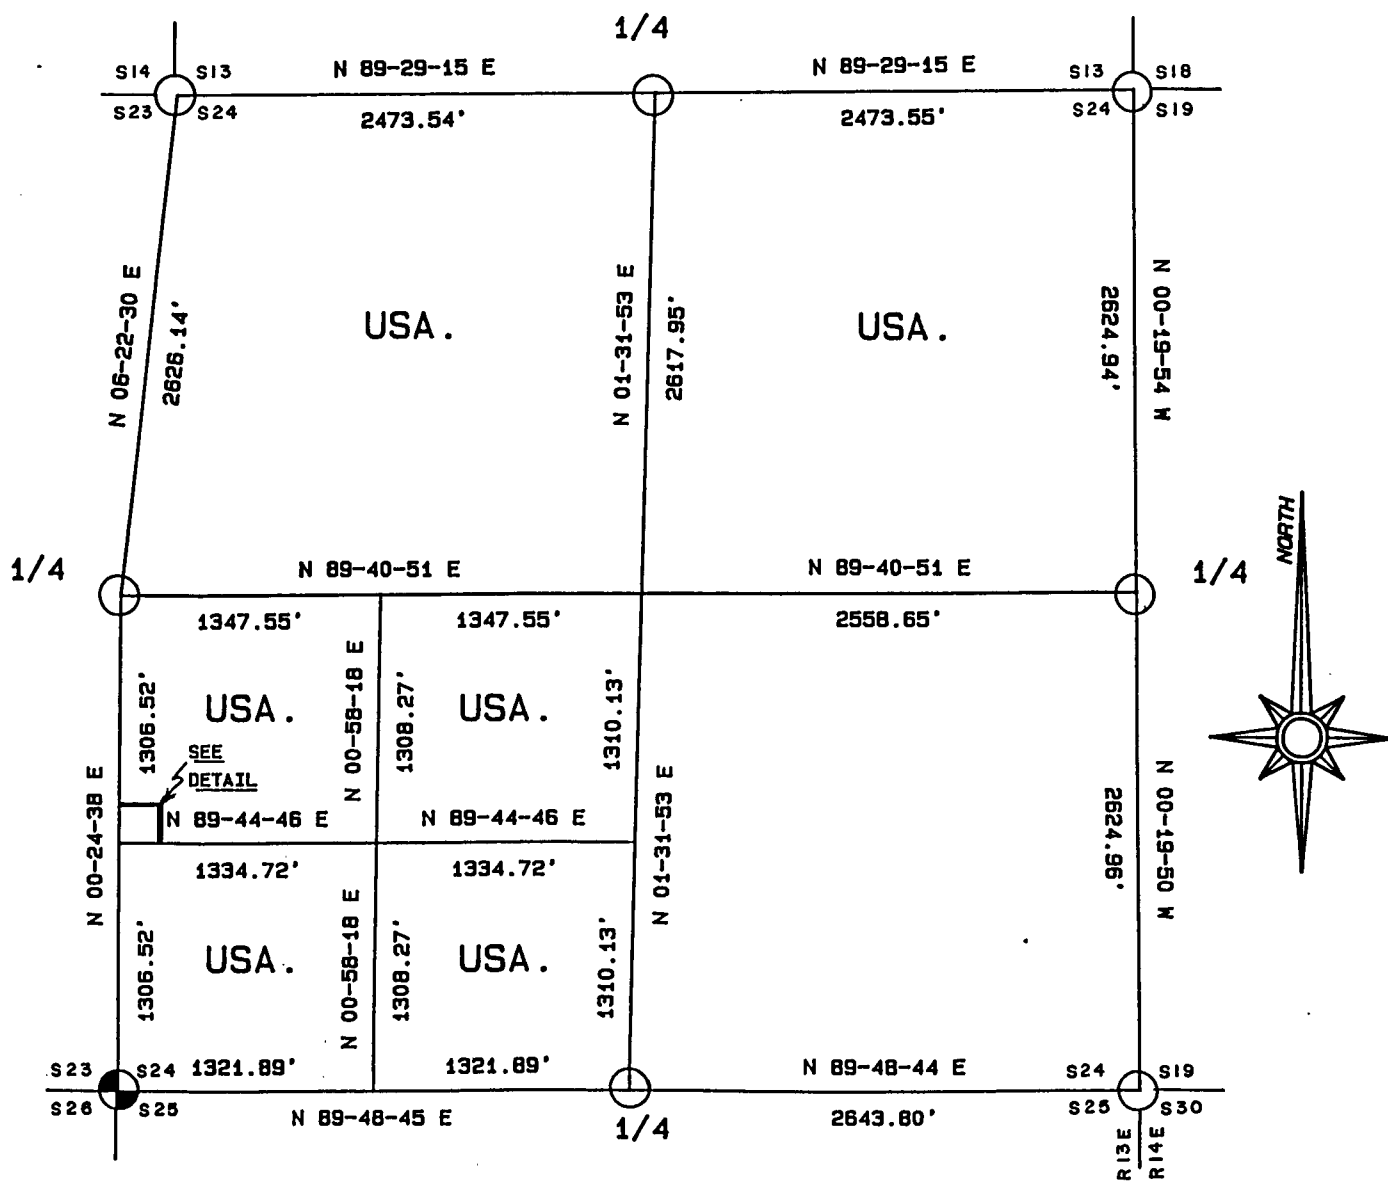 1/4
S14 S13
N 89-29-15 E
N 89-29-15 E
S13 S18
S23 S24
2473.54'
2473.55'
S24 S19
N 06-22-30 E
2626.14'
USA.
N 01-31-53 E
2617.95'
USA.
2624.94'
N 00-19-54 W
NORTH
1/4
N 89-40-51 E
N 89-40-51 E
1/4
1347.55'
1347.55'
2558.65'
1306.52'
USA.
N 00-58-18 E
1308.27'
USA.
1310.13'
SEE
DETAIL
N 00-24-38 E
N 89-44-46 E
N 89-44-46 E
N 01-31-53 E
2624.96'
N 00-19-50 W
1334.72'
1334.72'
1306.52'
USA.
N 00-58-18 E
1308.27'
USA.
1310.13'
S23 S24
1321.89'
1321.89'
N 89-48-44 E
S24 S19
S26 S25
N 89-48-45 E
1/4
2643.80'
S25 S30
R13E
R14E